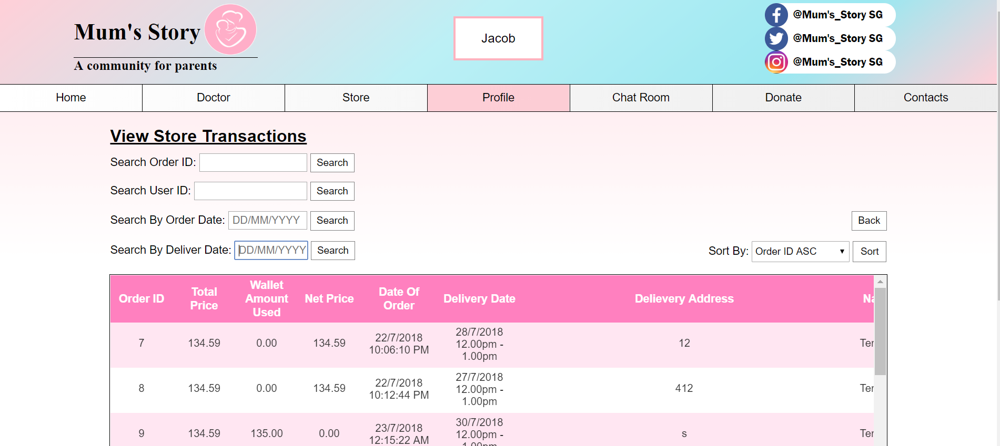 Mum's Story
A community for parents
Jacob
@Mum's_Story SG
@Mum's_Story SG
@Mum's_Story SG
Home Doctor Store Profile Chat Room Donate Contacts
View Store Transactions
Search Order ID: Search
Search User ID: Search
Search By Order Date: DD/MM/YYYY Search
Back
Search By Deliver Date: DD/MM/YYYY Search
Sort By: Order ID ASC Sort
Order ID Total Price Wallet Amount Used Net Price Date Of Order Delivery Date Delievery Address
7 134.59 0.00 134.59 22/7/2018 10:06:10 PM 28/7/2018 12.00pm - 1.00pm 12
8 134.59 0.00 134.59 22/7/2018 10:12:44 PM 27/7/2018 12.00pm - 1.00pm 412
9 134.59 135.00 0.00 23/7/2018 12:15:22 AM 30/7/2018 12.00pm - s